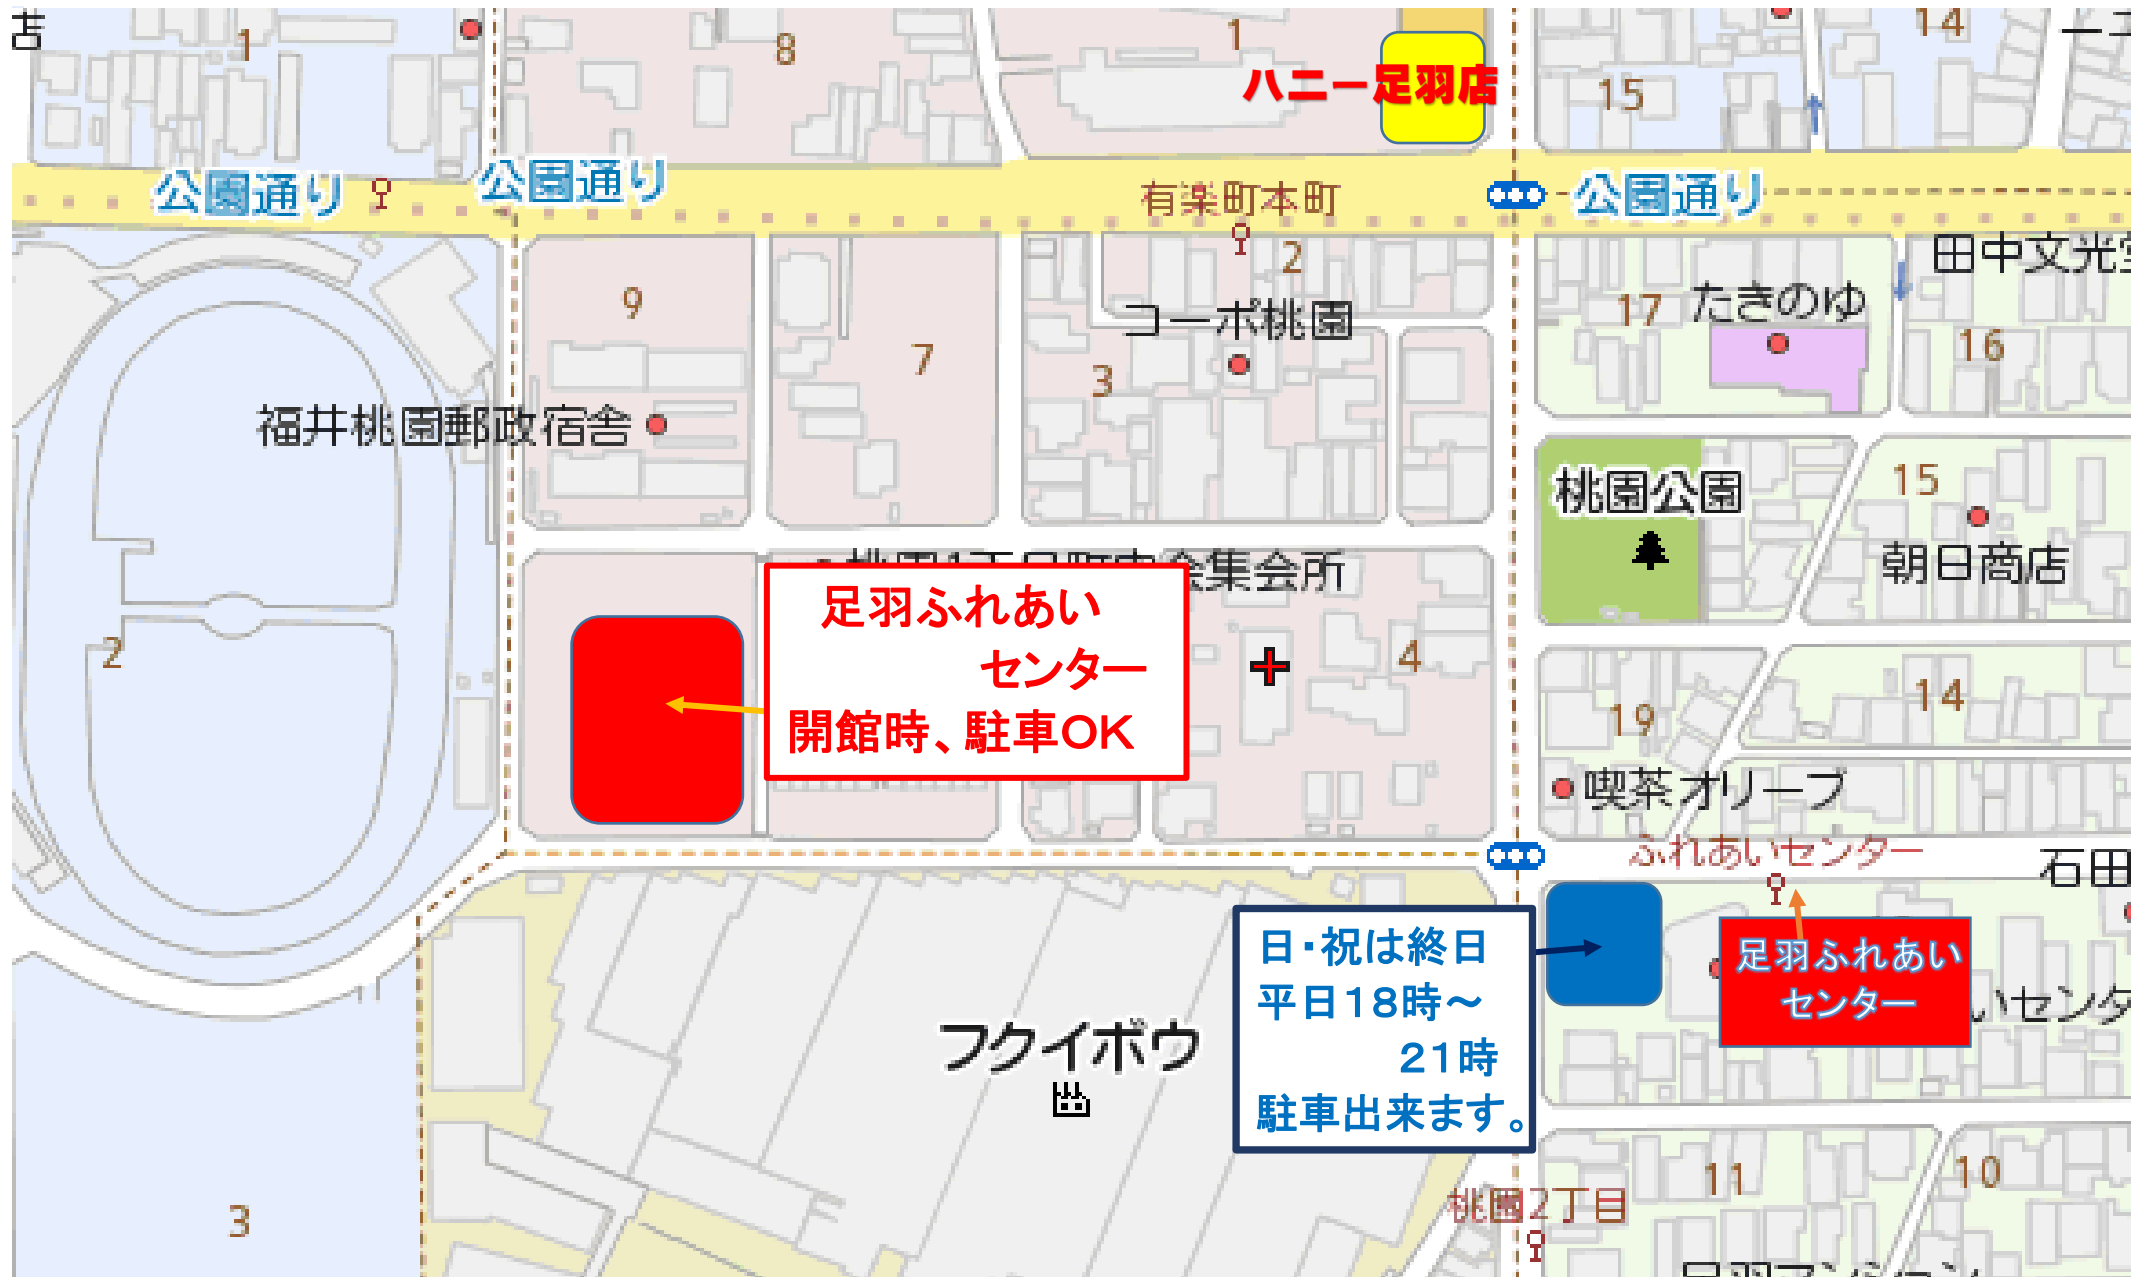 店
1
8
1
14
ハニー足羽店
15
公園通り
公園通り
有楽町本町
公園通り
2
田中文光堂
9
17
たきのゆ
コーポ桃園
7
3
16
福井桃園郵政宿舎
桃園公園
15
朝日商店
会集会所
足羽ふれあい
センター
開館時、駐車OK
2
4
19
14
喫茶オリーブ
ふれあいセンター
石田
日・祝は終日
平日18時～
21時
駐車出来ます。
足羽ふれあい
センター
いセンタ
フクイボウ
11
10
桃園2丁目
3